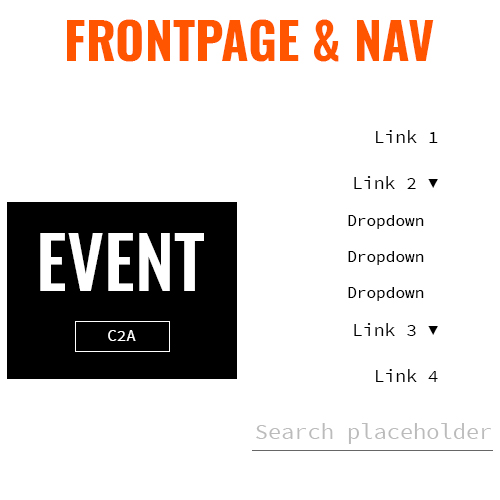 FRONTPAGE & NAV
EVENT
C2A
Link 1
Link 2 ▼
Dropdown
Dropdown
Dropdown
Link 3 ▼
Link 4
Search placeholder